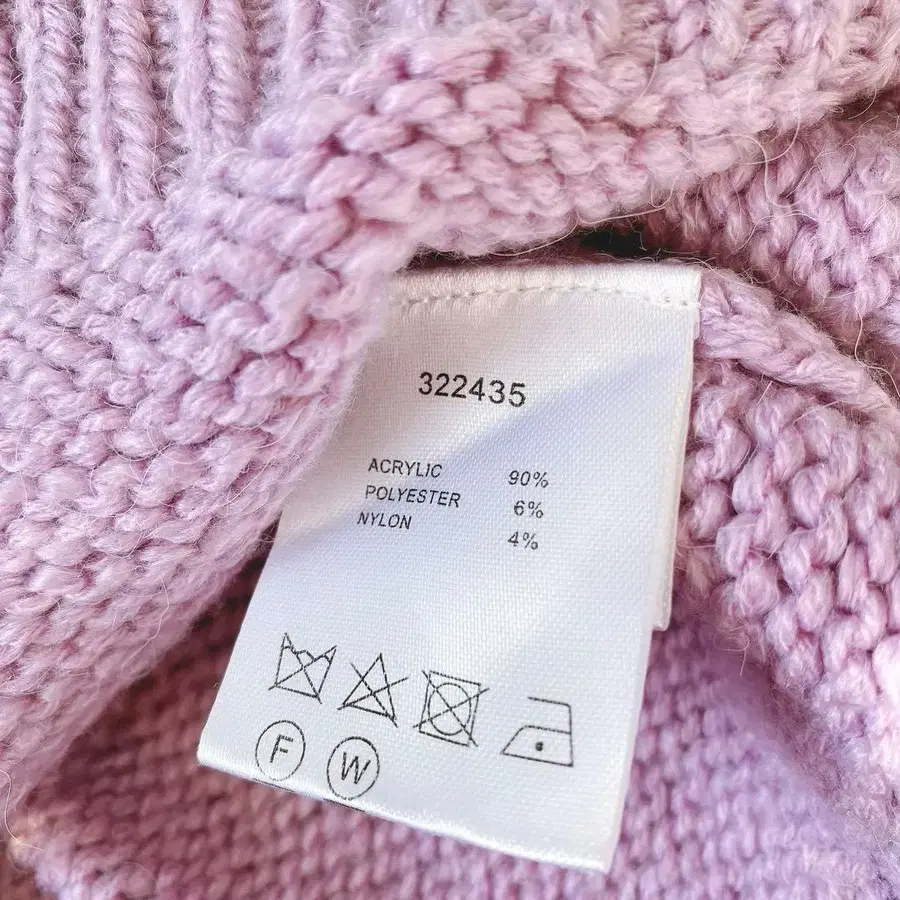 322435
ACRYLIC 90%
POLYESTER 6%
NYLON 4%
F W